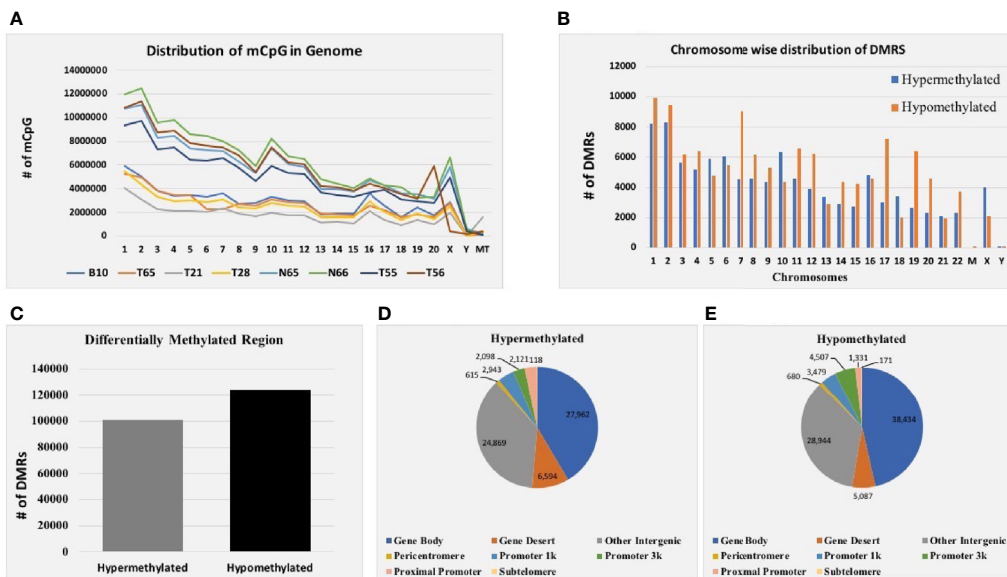 A
Distribution of mCpG in Genome
# of mCpG
14000000
12000000
10000000
8000000
6000000
4000000
2000000
0
1 2 3 4 5 6 7 8 9 10 11 12 13 14 15 16 17 18 19 20 X Y MT
B10 T65 T21 T28 N65 N66 T55 T56
B
Chromosome wise distribution of DMRS
Hypermethylated
Hypomethylated
# of DMRs
12000
10000
8000
6000
4000
2000
0
1 2 3 4 5 6 7 8 9 10 11 12 13 14 15 16 17 18 19 20 21 22 M X Y
Chromosomes
C
Differentially Methylated Region
# of DMRs
140000
120000
100000
80000
60000
40000
20000
0
Hypermethylated Hypomethylated
D
Hypermethylated
2,098 2,121 118
2,943
615
27,962
24,869
6,594
Gene Body Gene Desert Other Intergenic
Pericentromere Promoter 1k Promoter 3k
Proximal Promoter Subtelomere
E
Hypomethylated
4,507 1,331 171
3,479
680
38,434
28,944
5,087
Gene Body Gene Desert Other Intergenic
Pericentromere Promoter 1k Promoter 3k
Proxmal Promoter Subtelomere